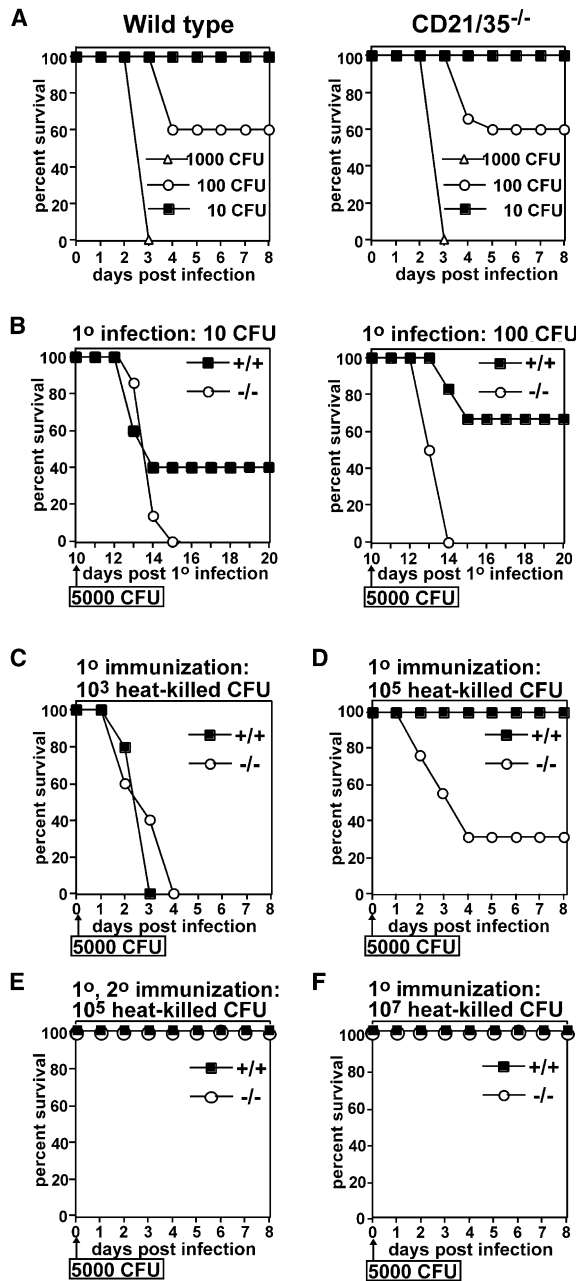 A
Wild type
CD21/35-/-
percent survival
100
80
60
40
20
0
1000 CFU
100 CFU
10 CFU
0 1 2 3 4 5 6 7 8
days post infection
percent survival
100
80
60
40
20
0
1000 CFU
100 CFU
10 CFU
0 1 2 3 4 5 6 7 8
days post infection
B
1o infection: 10 CFU
percent survival
100
80
60
40
20
0
+/+
-/-
10 12 14 16 18 20
days post 1o infection
5000 CFU
1o infection: 100 CFU
percent survival
100
80
60
40
20
0
+/+
-/-
10 12 14 16 18 20
days post 1o infection
5000 CFU
C
1o immunization:
103 heat-killed CFU
percent survival
100
80
60
40
20
0
+/+
-/-
0 1 2 3 4 5 6 7 8
days post infection
5000 CFU
D
1o immunization:
105 heat-killed CFU
percent survival
100
80
60
40
20
0
+/+
-/-
0 1 2 3 4 5 6 7 8
days post infection
5000 CFU
E
1o, 2o immunization:
105 heat-killed CFU
percent survival
100
80
60
40
20
0
+/+
-/-
0 1 2 3 4 5 6 7 8
days post infection
5000 CFU
F
1o immunization:
107 heat-killed CFU
percent survival
100
80
60
40
20
0
+/+
-/-
0 1 2 3 4 5 6 7 8
days post infection
5000 CFU